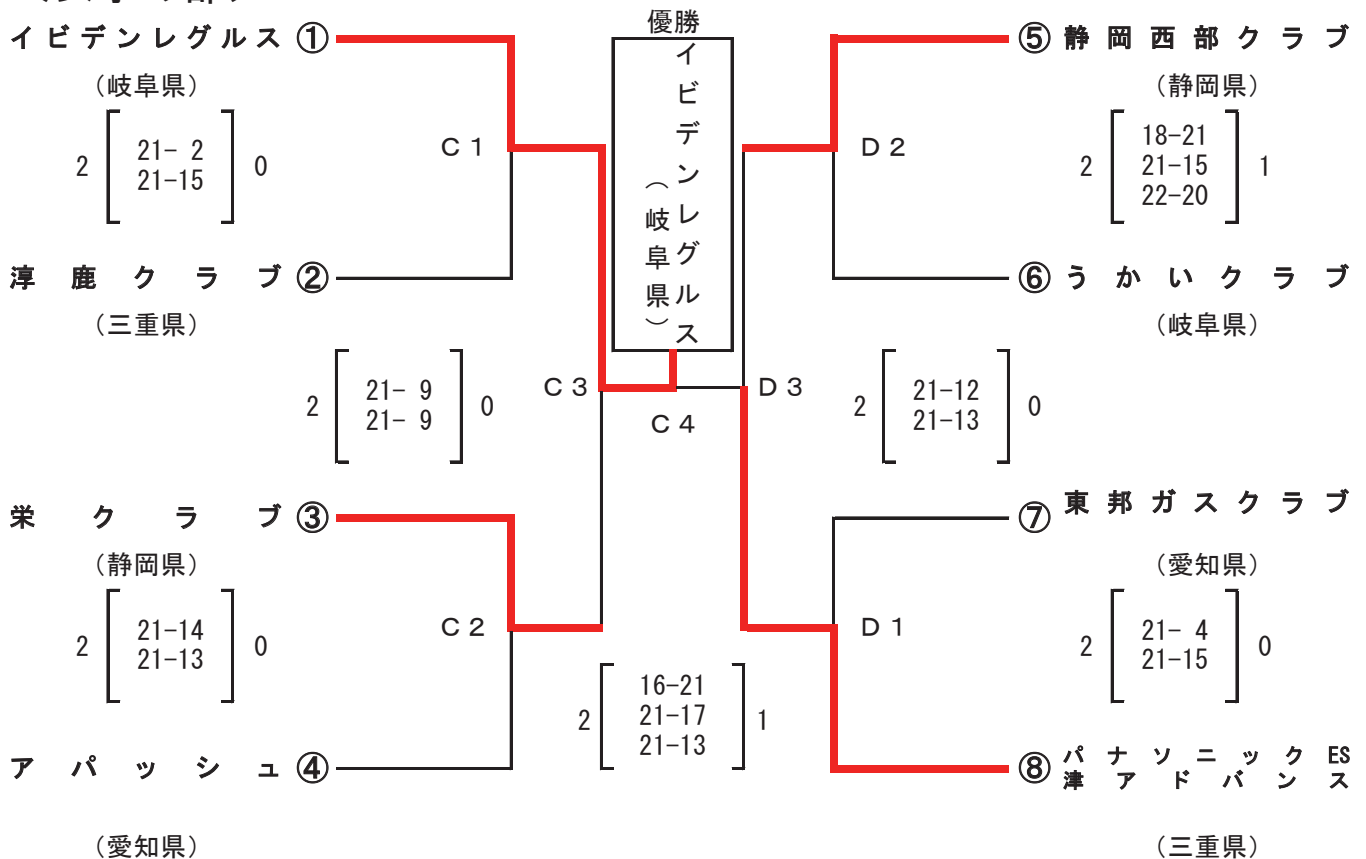 優勝
イビデンレグルス
（岐阜県）
イビデンレグルス ①
（岐阜県）
2 21- 2 0
21-15
C1
淳鹿クラブ ②
（三重県）
2 21- 9 0
21- 9
C3
栄クラブ ③
（静岡県）
2 21-14 0
21-13
C2
アパッシュ ④
（愛知県）
C4
16-21
2 21-17 1
21-13
⑤ 静岡西部クラブ
（静岡県）
18-21
2 21-15 1
22-20
D2
⑥ うかいクラブ
（岐阜県）
D3
2 21-12 0
21-13
⑦ 東邦ガスクラブ
（愛知県）
2 21- 4 0
21-15
D1
⑧ パナソニックES
津アドバンス
（三重県）